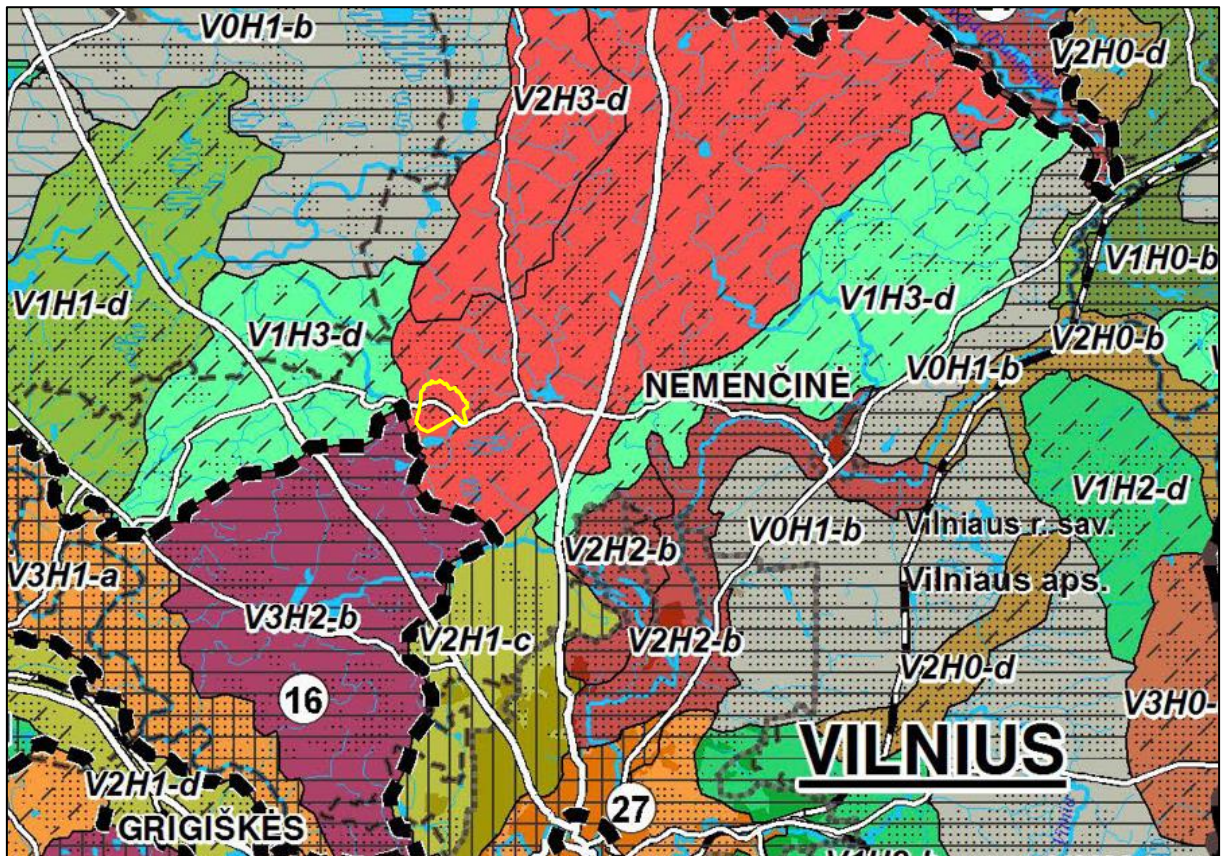 V0H1-b
V2H0-d
V2H3-d
V1H0-b
V1H1-d
V1H3-d
V1H3-d
V2H0-b
V0H1-b
NEMENČINĖ
V1H2-d
V0H1-b
Vilniaus r. sav.
V2H2-b
V3H1-a
Vilniaus aps.
V3H2-b
V2H1-c
V2H2-b
V2H0-d
16
V3H0-
VILNIUS
V2H1-d
27
GRIGIŠKĖS